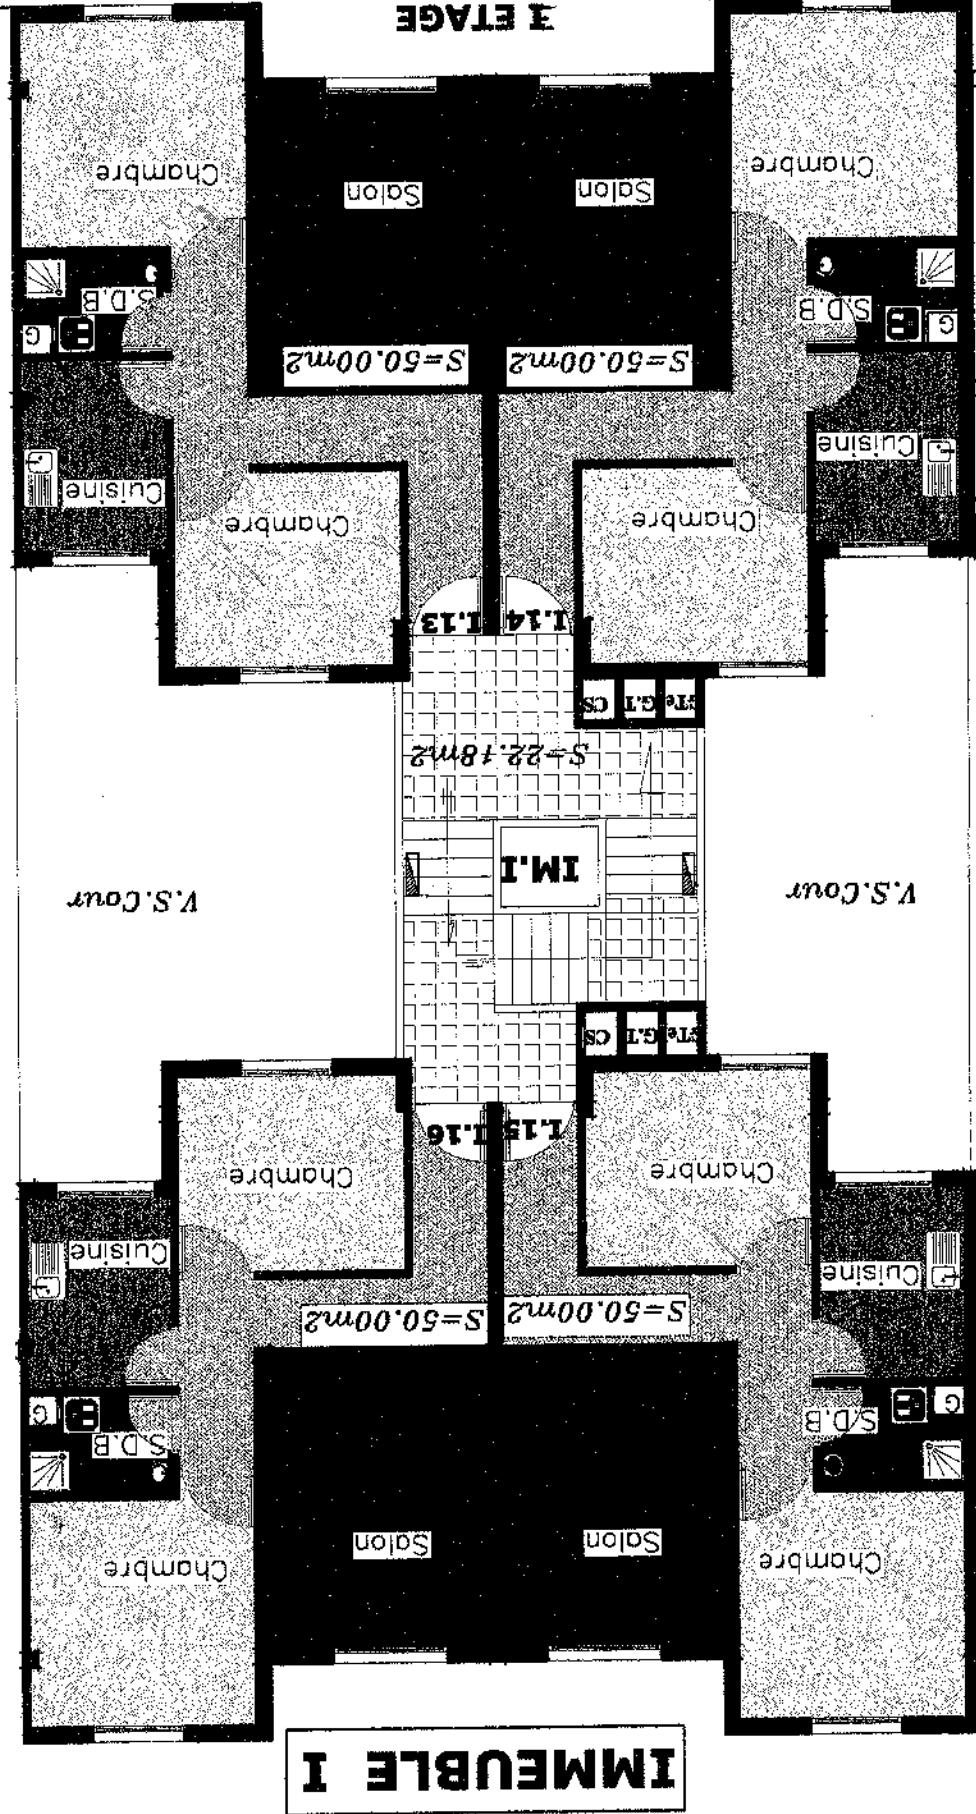 IMMEUBLE I
Chambre
Salon
Salon
Chambre
S.D.B
G
S.D.B
G
S=50.00m2
S=50.00m2
Cuisine
Chambre
Chambre
Cuisine
I.15
I.16
G.T
CS
V.S.Cour
IM.I
V.S.Cour
S=22.18m2
G.T
CS
I.14
I.13
Cuisine
Chambre
Chambre
Cuisine
S=50.00m2
S=50.00m2
G
S.D.B
G
S.D.B
Chambre
Salon
Salon
Chambre
3 ETAGE